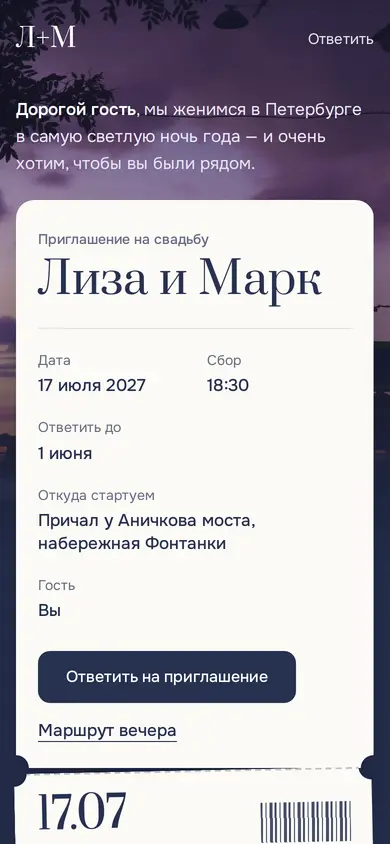 Л+М
Ответить
Дорогой гость, мы женимся в Петербурге
в самую светлую ночь года — и очень
хотим, чтобы вы были рядом.
Приглашение на свадьбу
Лиза и Марк
Дата
17 июля 2027
Сбор
18:30
Ответить до
1 июня
Откуда стартуем
Причал у Аничкова моста,
набережная Фонтанки
Гость
Вы
Ответить на приглашение
Маршрут вечера
17.07